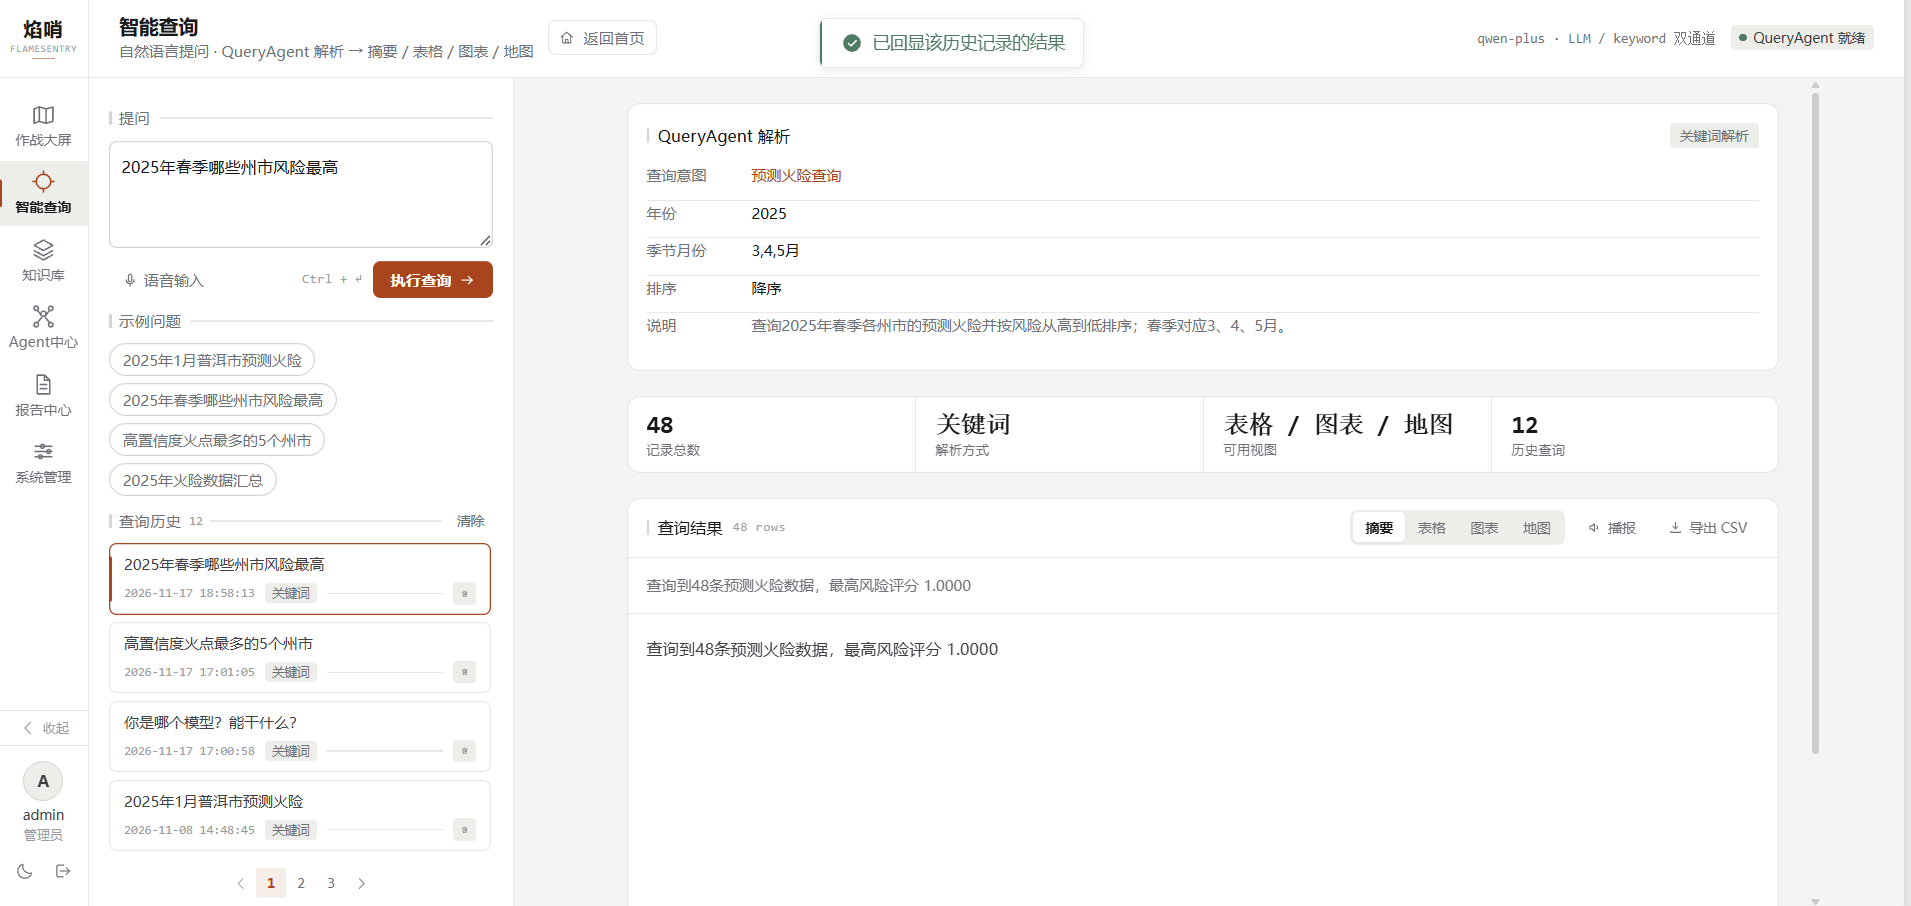 焰哨
FLAMESENTRY
作战大屏
智能查询
知识库
Agent中心
报告中心
系统管理
收起
A
admin
管理员
智能查询
自然语言提问 · QueryAgent 解析 → 摘要 / 表格 / 图表 / 地图
返回首页
已回显该历史记录的结果
qwen-plus · LLM / keyword 双通道
QueryAgent 就绪
提问
2025年春季哪些州市风险最高
语音输入
Ctrl + ↵
执行查询 →
示例问题
2025年1月普洱市预测火险
2025年春季哪些州市风险最高
高置信度火点最多的5个州市
2025年火险数据汇总
查询历史 12
清除
2025年春季哪些州市风险最高
2026-11-17 18:58:13 关键词
高置信度火点最多的5个州市
2026-11-17 17:01:05 关键词
你是哪个模型？能干什么？
2026-11-17 17:00:58 关键词
2025年1月普洱市预测火险
2026-11-08 14:48:45 关键词
1 2 3
QueryAgent 解析
关键词解析
查询意图 预测火险查询
年份 2025
季节月份 3,4,5月
排序 降序
说明 查询2025年春季各州市的预测火险并按风险从高到低排序；春季对应3、4、5月。
48
记录总数
关键词
解析方式
表格 / 图表 / 地图
可用视图
12
历史查询
查询结果 48 rows
摘要 表格 图表 地图
播报
导出 CSV
查询到48条预测火险数据，最高风险评分 1.0000
查询到48条预测火险数据，最高风险评分 1.0000